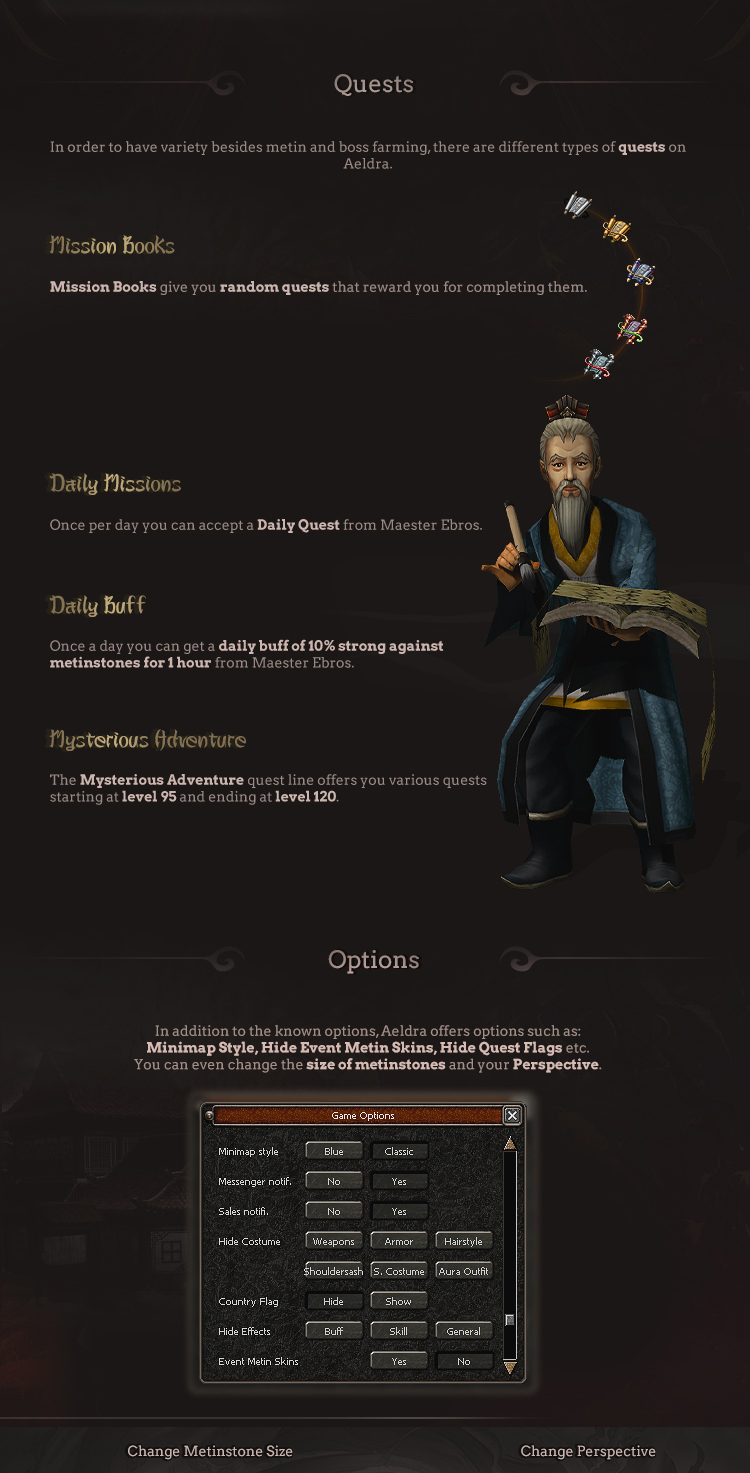 Quests
In order to have variety besides metin and boss farming, there are different types of quests on
Aeldra.
Mission Books
Mission Books give you random quests that reward you for completing them.
Daily Missions
Once per day you can accept a Daily Quest from Maester Ebros.
Daily Buff
Once a day you can get a daily buff of 10% strong against
metinstones for 1 hour from Maester Ebros.
Mysterious Adventure
The Mysterious Adventure quest line offers you various quests
starting at level 95 and ending at level 120.
Options
In addition to the known options, Aeldra offers options such as:
Minimap Style, Hide Event Metin Skins, Hide Quest Flags etc.
You can even change the size of metinstones and your Perspective.
Game Options
Minimap style Blue Classic
Messenger notif. No Yes
Sales notifi. No Yes
Hide Costume Weapons Armor Hairstyle
Shouldersash S. Costume Aura Outfit
Country Flag Hide Show
Hide Effects Buff Skill General
Event Metin Skins Yes No
Change Metinstone Size Change Perspective